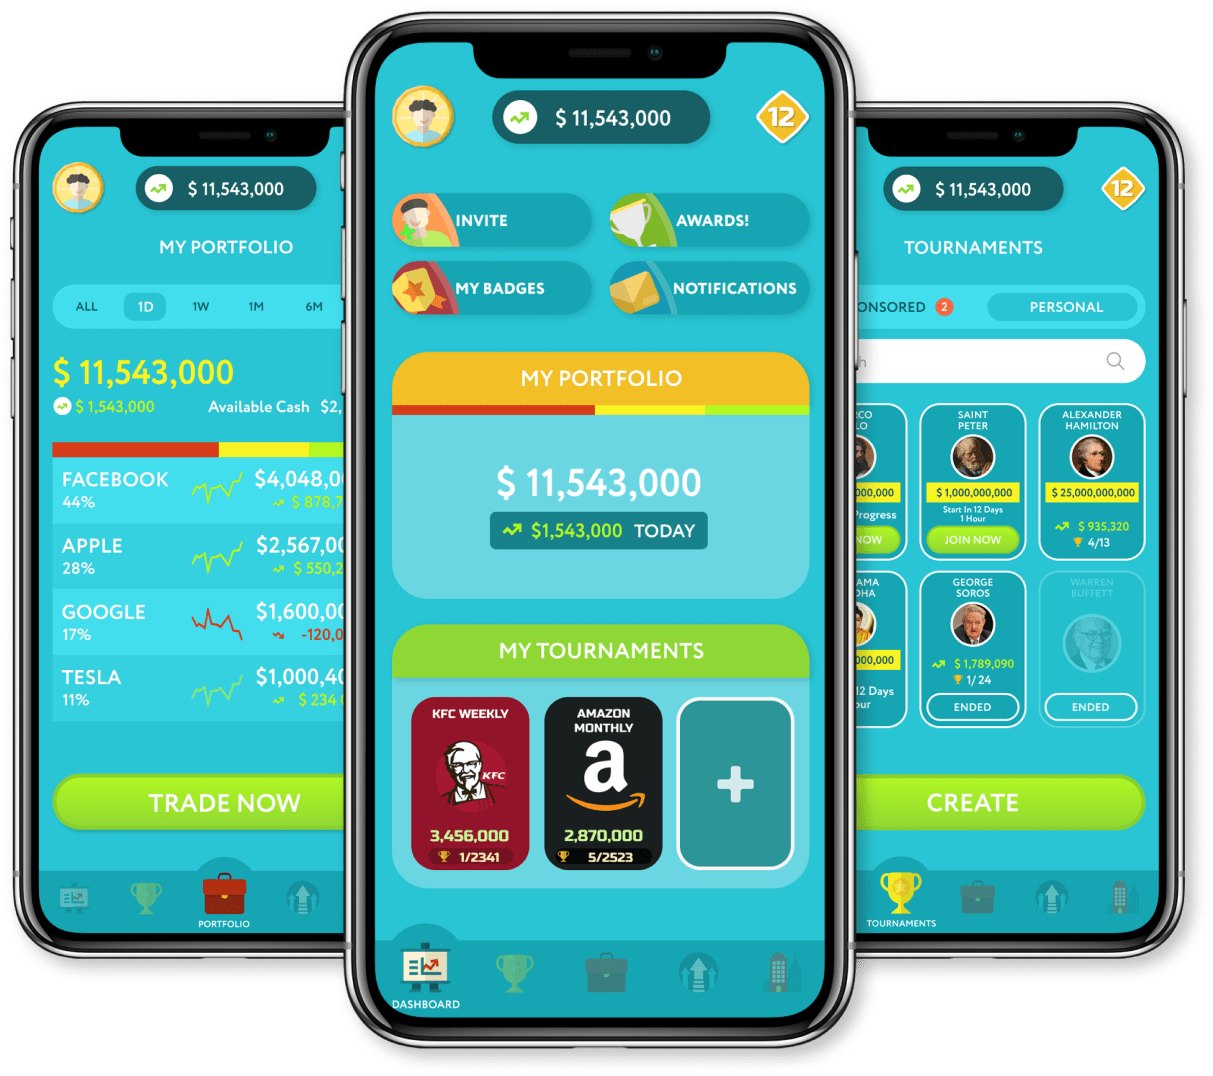 $ 11,543,000
MY PORTFOLIO
ALL 1D 1W 1M 6M
$ 11,543,000
$ 1,543,000 Available Cash $2,
FACEBOOK $4,048,0
44% $ 878,7
APPLE $2,567,00
28% $ 550,2
GOOGLE $1,600,00
17% -120,0
TESLA $1,000,40
11% $ 234
TRADE NOW
PORTFOLIO
$ 11,543,000
12
INVITE
AWARDS!
MY BADGES
NOTIFICATIONS
MY PORTFOLIO
$ 11,543,000
$1,543,000 TODAY
MY TOURNAMENTS
KFC WEEKLY
KFC
3,456,000
1/2341
AMAZON
MONTHLY
a
2,870,000
5/2523
+
DASHBOARD
$ 11,543,000
12
TOURNAMENTS
ONSORED 2 PERSONAL
RCO
LO
000,000
Progress
NOW
SAINT
PETER
$ 1,000,000,000
Start In 12 Days
1 Hour
JOIN NOW
ALEXANDER
HAMILTON
$ 25,000,000,000
$ 935,320
4/13
AMA
DHA
000,000
12 Days
our
GEORGE
SOROS
$ 1,789,090
1/ 24
ENDED
WARREN
BUFFETT
ENDED
CREATE
TOURNAMENTS